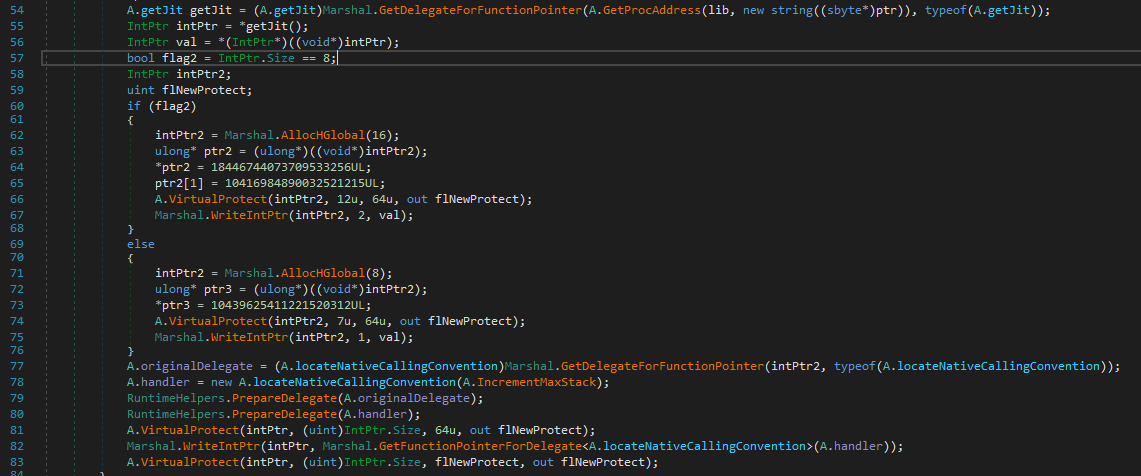 54 A.getJit getJit = (A.getJit)Marshal.GetDelegateForFunctionPointer(A.GetProcAddress(lib, new string((sbyte*)ptr)), typeof(A.getJit));
55 IntPtr intPtr = *getJit();
56 IntPtr val = *(IntPtr*)((void*)intPtr);
57 bool flag2 = IntPtr.Size == 8;
58 IntPtr intPtr2;
59 uint flNewProtect;
60 if (flag2)
61 {
62 intPtr2 = Marshal.AllocHGlobal(16);
63 ulong* ptr2 = (ulong*)((void*)intPtr2);
64 *ptr2 = 18446744073709533256UL;
65 ptr2[1] = 10416984890032521215UL;
66 A.VirtualProtect(intPtr2, 12u, 64u, out flNewProtect);
67 Marshal.WriteIntPtr(intPtr2, 2, val);
68 }
69 else
70 {
71 intPtr2 = Marshal.AllocHGlobal(8);
72 ulong* ptr3 = (ulong*)((void*)intPtr2);
73 *ptr3 = 10439625411221520312UL;
74 A.VirtualProtect(intPtr2, 7u, 64u, out flNewProtect);
75 Marshal.WriteIntPtr(intPtr2, 1, val);
76 }
77 A.originalDelegate = (A.locateNativeCallingConvention)Marshal.GetDelegateForFunctionPointer(intPtr2, typeof(A.locateNativeCallingConvention));
78 A.handler = new A.locateNativeCallingConvention(A.IncrementMaxStack);
79 RuntimeHelpers.PrepareDelegate(A.originalDelegate);
80 RuntimeHelpers.PrepareDelegate(A.handler);
81 A.VirtualProtect(intPtr, (uint)IntPtr.Size, 64u, out flNewProtect);
82 Marshal.WriteIntPtr(intPtr, Marshal.GetFunctionPointerForDelegate<A.locateNativeCallingConvention>(A.handler));
83 A.VirtualProtect(intPtr, (uint)IntPtr.Size, flNewProtect, out flNewProtect);
84 }